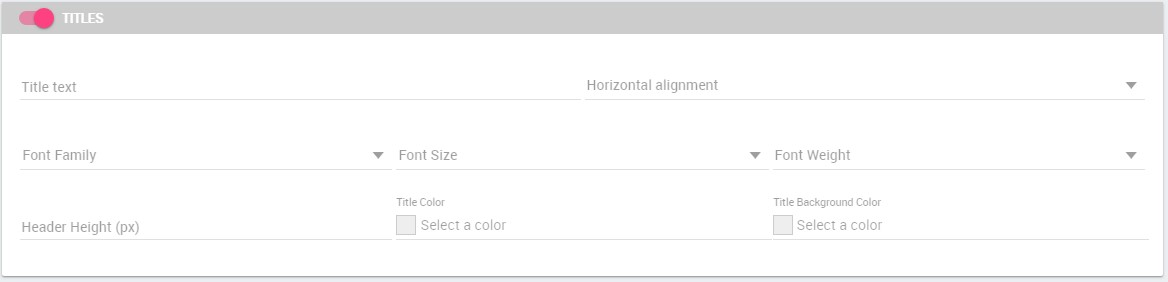 TITLES
Title text
Horizontal alignment
Font Family
Font Size
Font Weight
Header Height (px)
Title Color
Select a color
Title Background Color
Select a color